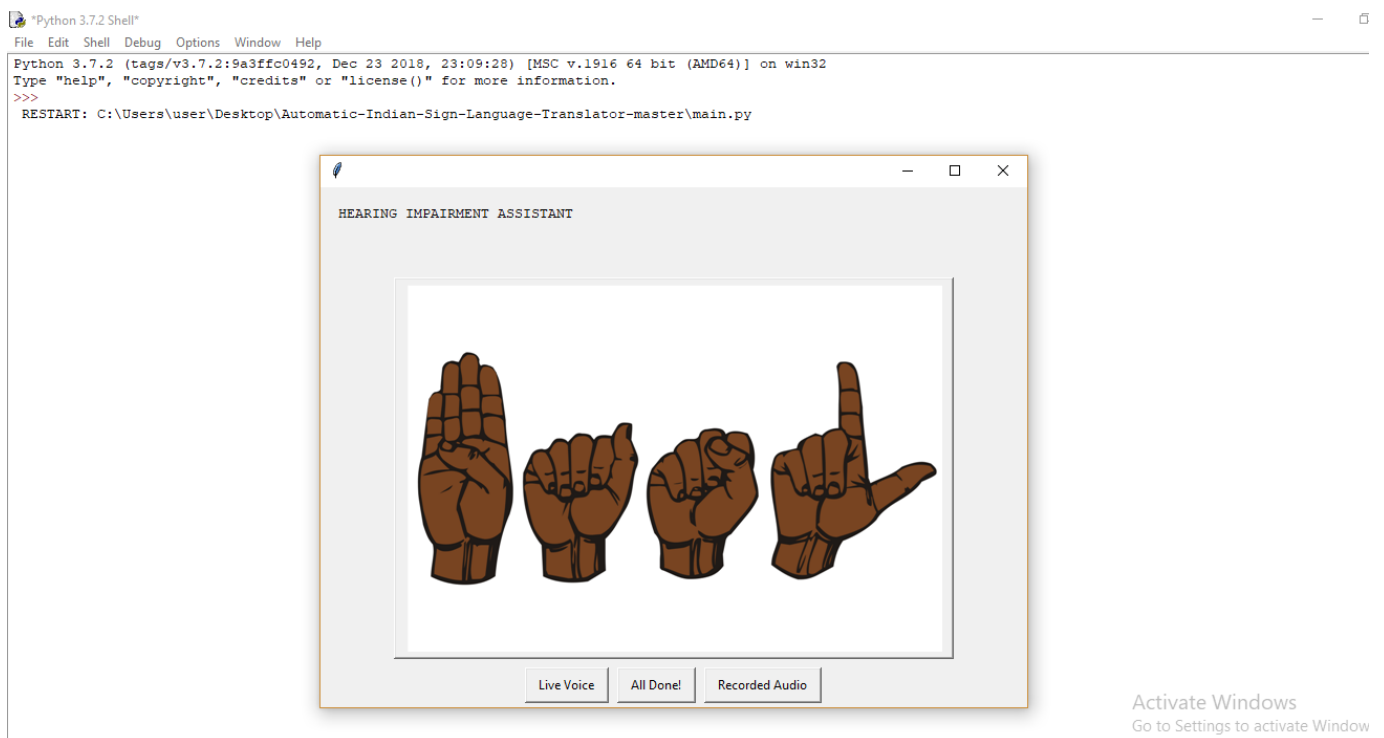 *Python 3.7.2 Shell*
File Edit Shell Debug Options Window Help
Python 3.7.2 (tags/v3.7.2:9a3ffc0492, Dec 23 2018, 23:09:28) [MSC v.1916 64 bit (AMD64)] on win32
Type "help", "copyright", "credits" or "license()" for more information.
>>>
RESTART: C:\Users\user\Desktop\Automatic-Indian-Sign-Language-Translator-master\main.py
HEARING IMPAIRMENT ASSISTANT
Live Voice All Done! Recorded Audio
Activate Windows
Go to Settings to activate Window